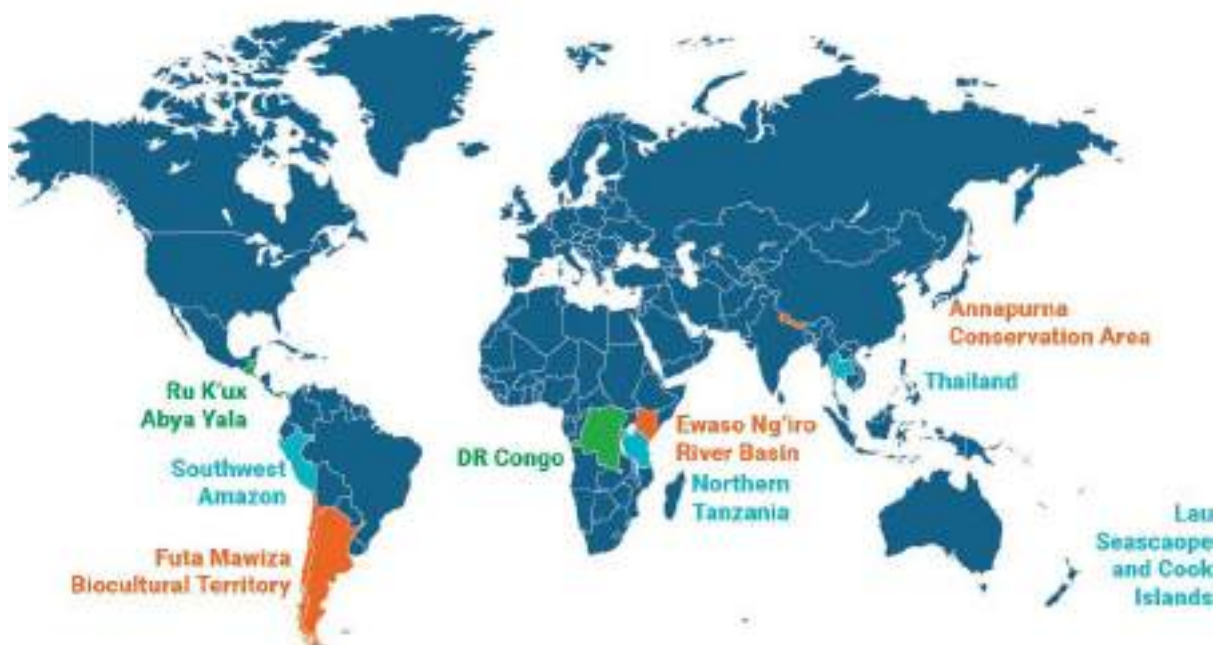 Annapurna
Conservation Area
Thailand
Ru K'ux
Abya Yala
Southwest
Amazon
DR Congo
Ewaso Ng'iro
River Basin
Northern
Tanzania
Futa Mawiza
Biocultural Territory
Lau
Seascaope
and Cook
Islands